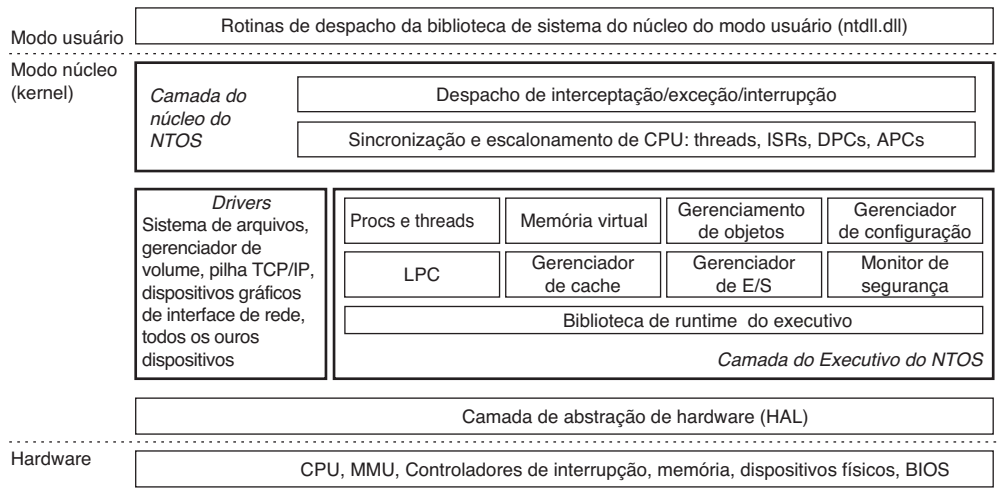 Modo usuário
Rotinas de despacho da biblioteca de sistema do núcleo do modo usuário (ntdll.dll)
Modo núcleo
(kernel)
Camada do
núcleo do
NTOS
Despacho de interceptação/exceção/interrupção
Sincronização e escalonamento de CPU: threads, ISRs, DPCs, APCs
Drivers
Sistema de arquivos,
gerenciador de
volume, pilha TCP/IP,
dispositivos gráficos
de interface de rede,
todos os ouros
dispositivos
Procs e threads
Memória virtual
Gerenciamento
de objetos
Gerenciador
de configuração
LPC
Gerenciador
de cache
Gerenciador
de E/S
Monitor de
segurança
Biblioteca de runtime do executivo
Camada do Executivo do NTOS
Camada de abstração de hardware (HAL)
Hardware
CPU, MMU, Controladores de interrupção, memória, dispositivos físicos, BIOS